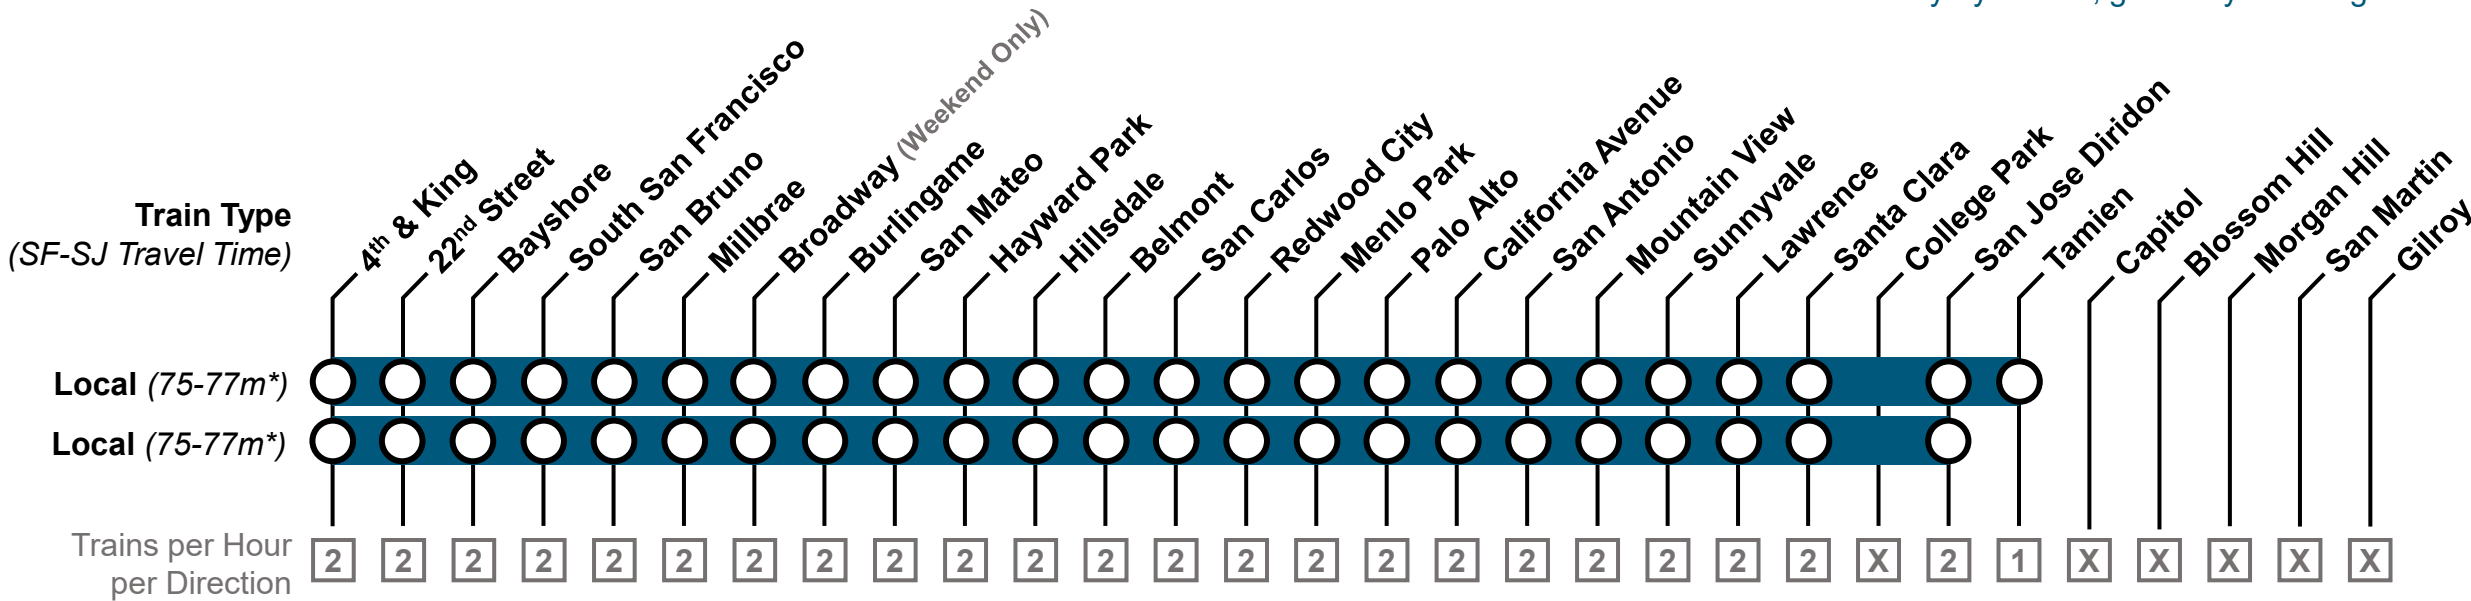 4th & King
22nd Street
Bayshore
South San Francisco
San Bruno
Millbrae
Broadway (Weekend Only)
Burlingame
San Mateo
Hayward Park
Hillsdale
Belmont
San Carlos
Redwood City
Menlo Park
Palo Alto
California Avenue
San Antonio
Mountain View
Sunnyvale
Lawrence
Santa Clara
College Park
San Jose Diridon
Tamien
Capitol
Blossom Hill
Morgan Hill
San Martin
Gilroy
Train Type
(SF-SJ Travel Time)
Local (75-77m*)
Local (75-77m*)
Trains per Hour
per Direction
2 2 2 2 2 2 2 2 2 2 2 2 2 2 2 2 2 2 2 2 2 2 X 2 1 X X X X X